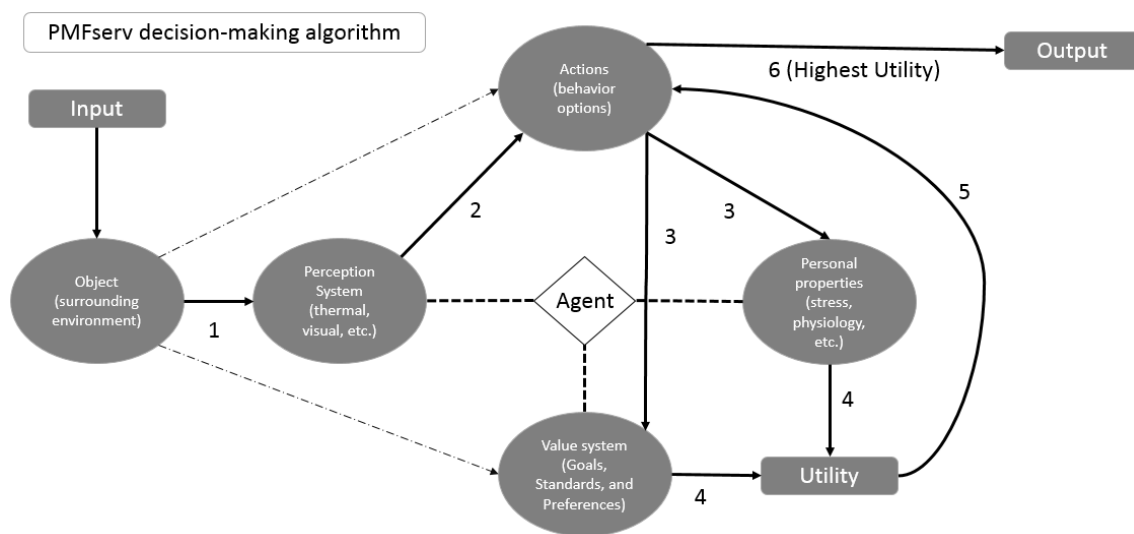 PMFserv decision-making algorithm
Input
Actions
(behavior
options)
6 (Highest Utility)
Output
2
3
3
5
Object
(surrounding
environment)
1
Perception
System
(thermal,
visual, etc.)
Agent
Personal
properties
(stress,
physiology,
etc.)
4
Value system
(Goals,
Standards, and
Preferences)
4
Utility